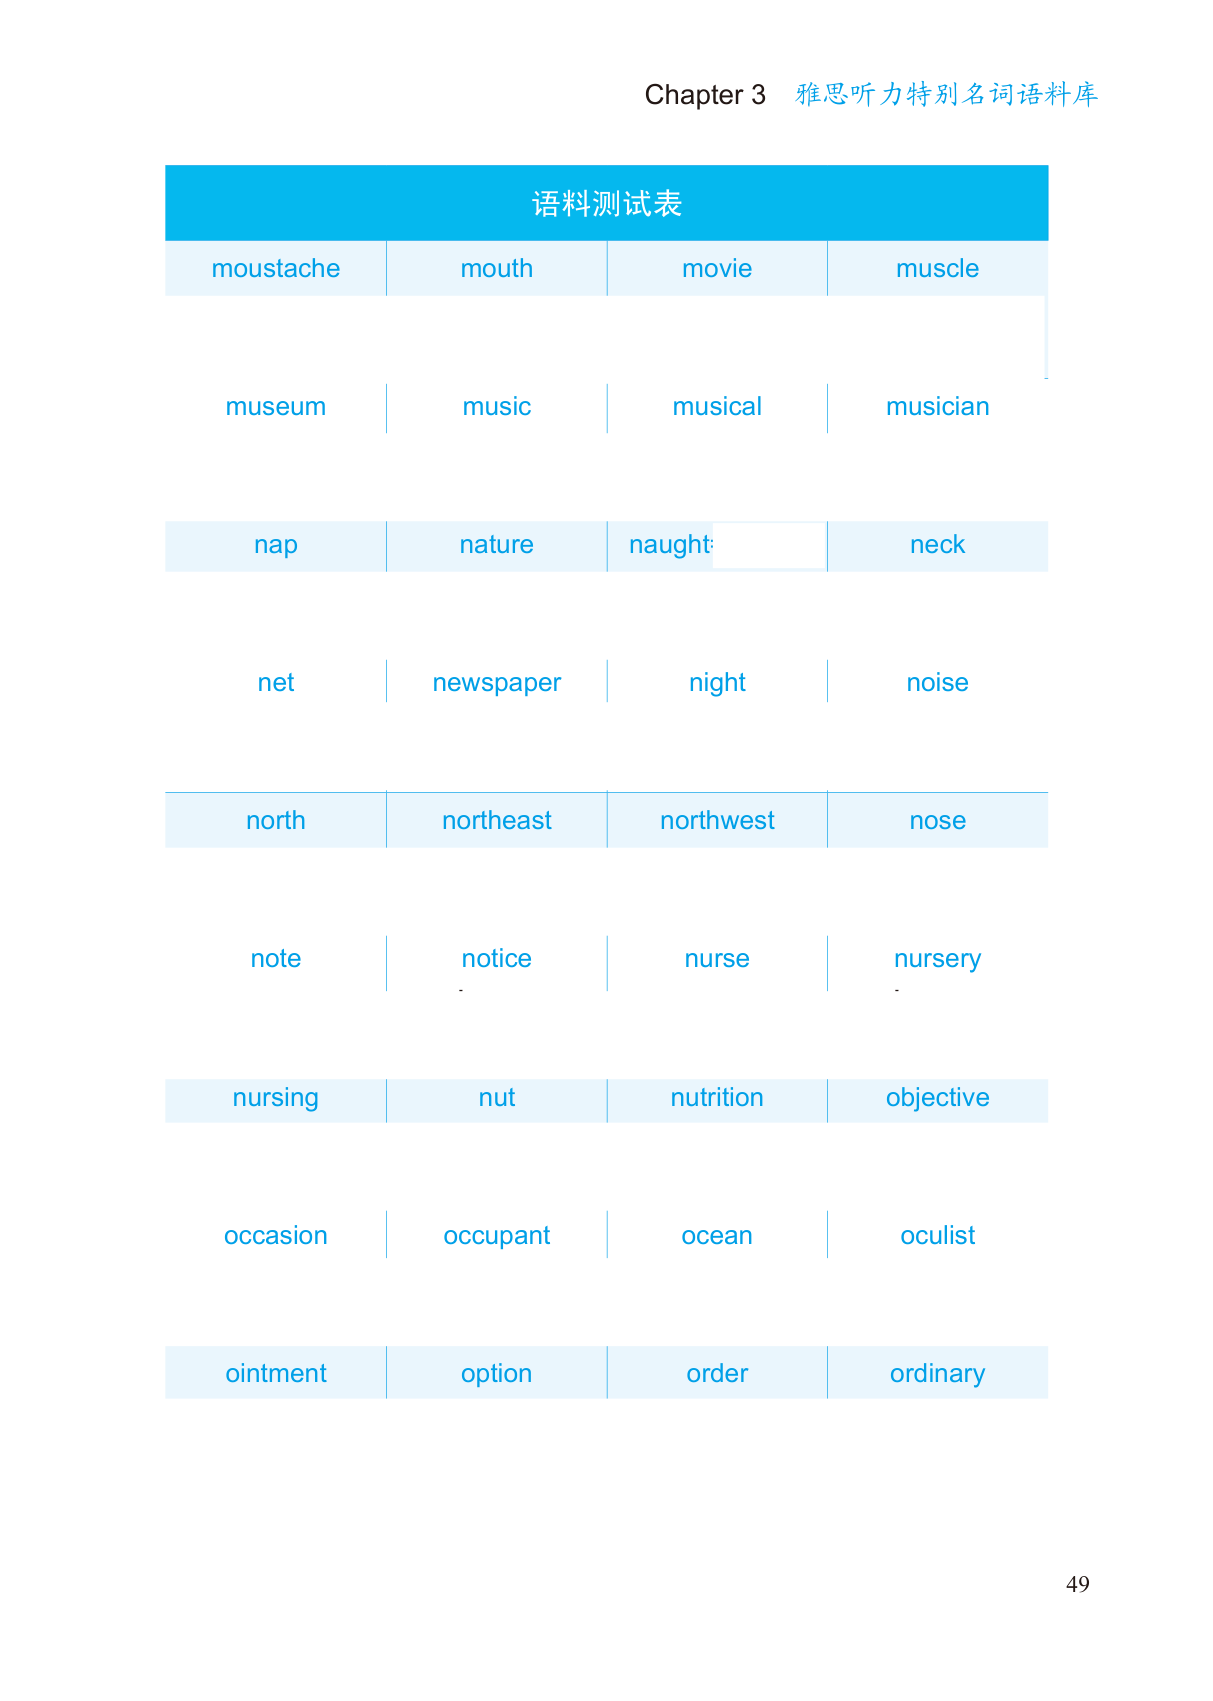 Chapter 3 雅思听力特别名词语料库
语料测试表
moustache mouth movie muscle
museum music musical musician
nap nature naught neck
net newspaper night noise
north northeast northwest nose
note notice nurse nursery
nursing nut nutrition objective
occasion occupant ocean oculist
ointment option order ordinary
49